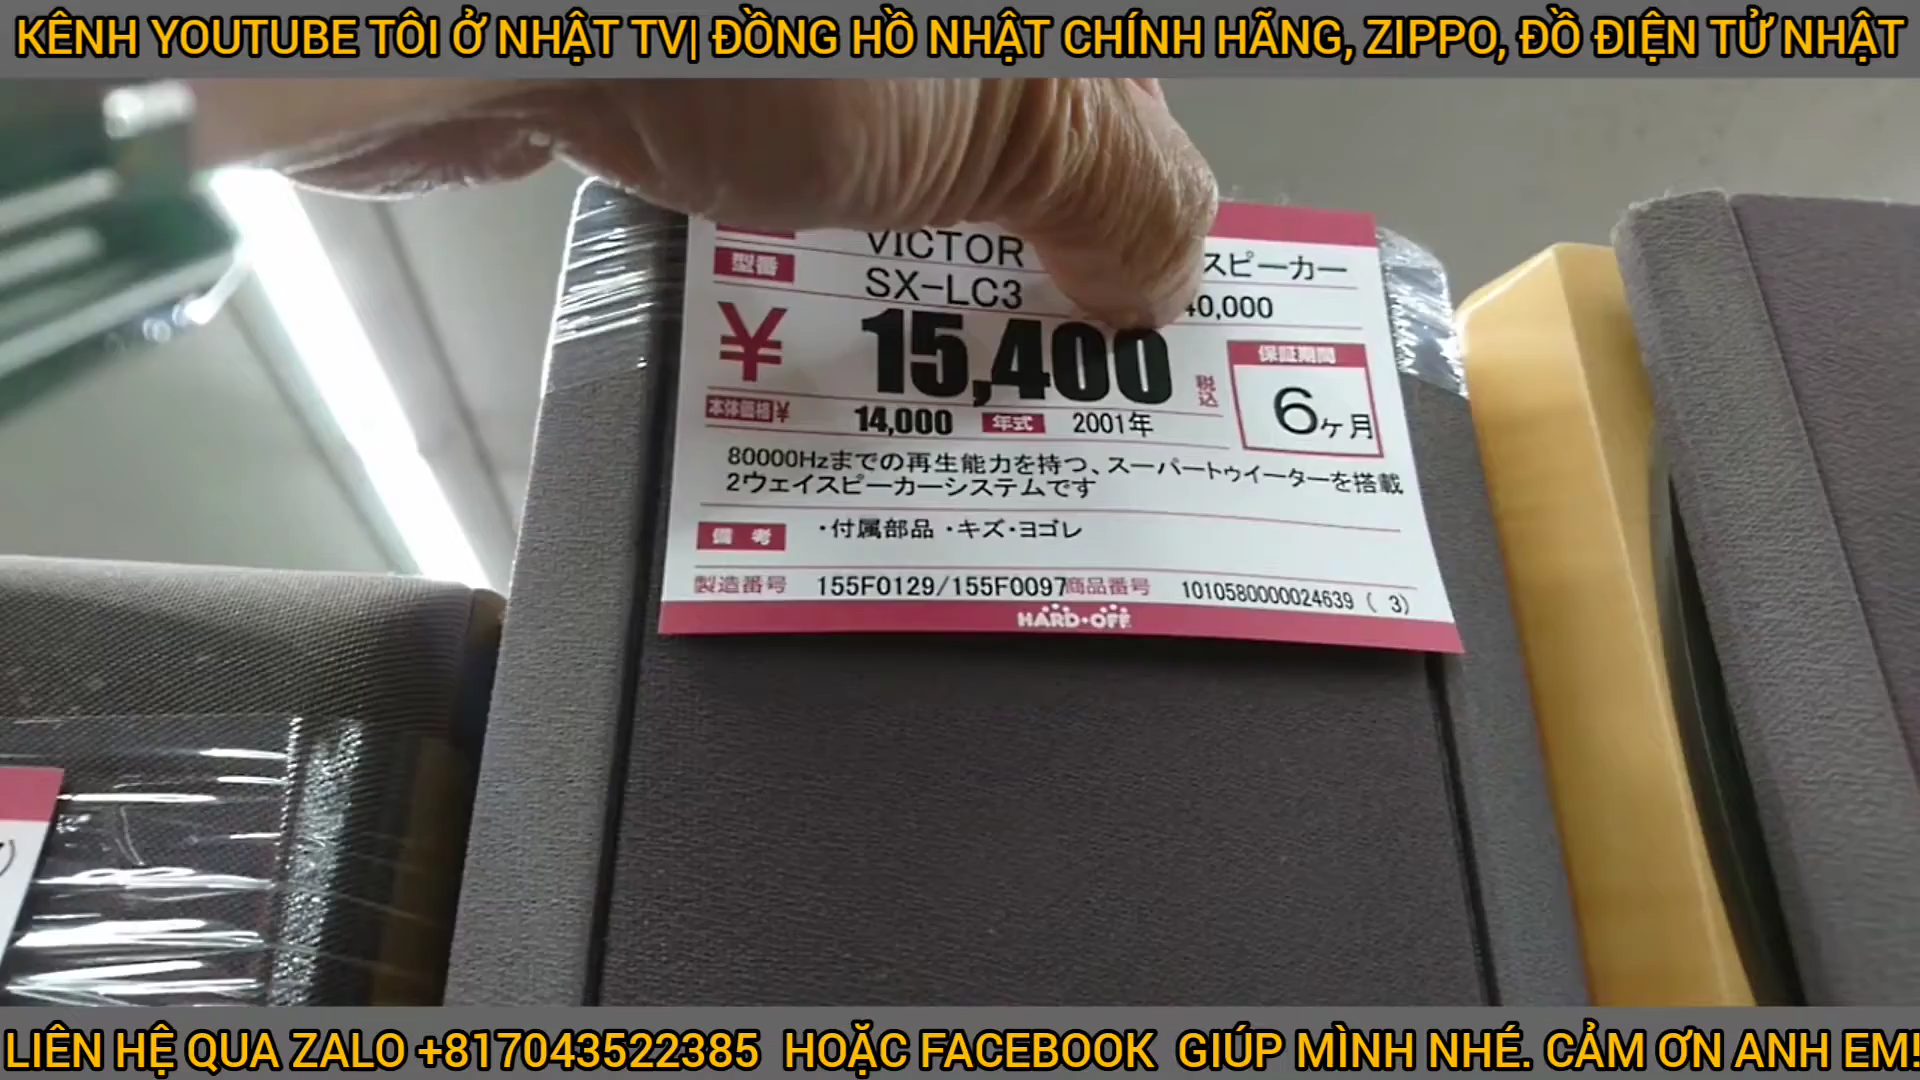 KÊNH YOUTUBE TÔI Ở NHẬT TV| ĐỒNG HỒ NHẬT CHÍNH HÃNG, ZIPPO, ĐỒ ĐIỆN TỬ NHẬT
VICTOR
スピーカー
型番 SX-LC3
40,000
¥ 15,400 税込
保証期間
6ヶ月
本体価格¥ 14,000 年式 2001年
80000Hzまでの再生能力を持つ、スーパートゥイーターを搭載
2ウェイスピーカーシステムです
備考 ・付属部品 ・キズ・ヨゴレ
製造番号 155F0129/155F0097 商品番号 1010580000024639 ( 3)
HARD・OFF
LIÊN HỆ QUA ZALO +817043522385 HOẶC FACEBOOK GIÚP MÌNH NHÉ. CẢM ƠN ANH EM!